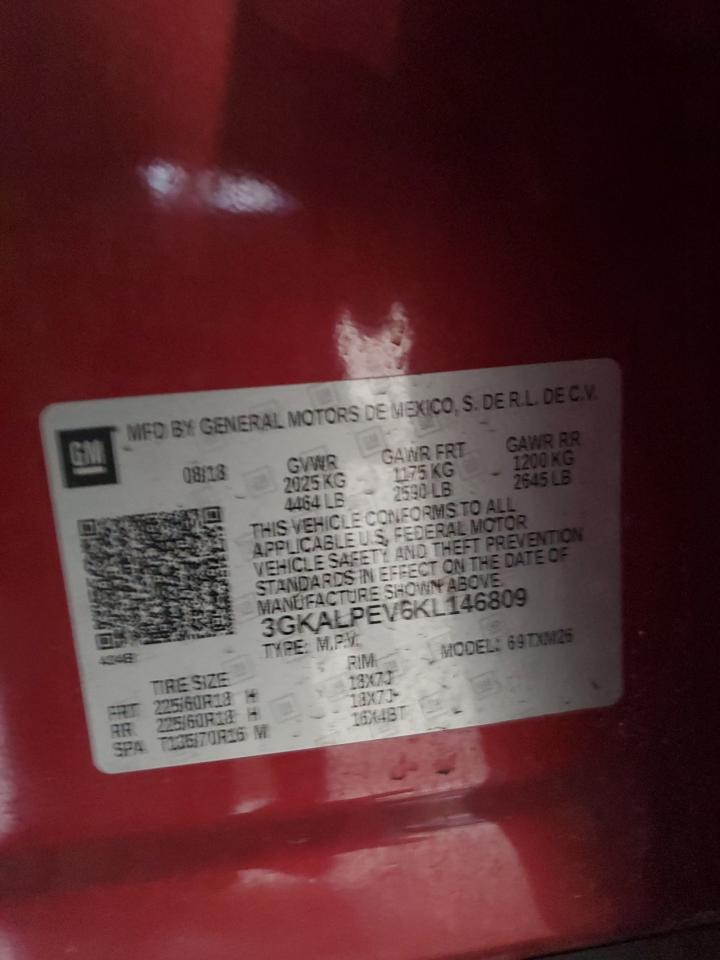 GM
MFD BY GENERAL MOTORS DE MEXICO, S. DE R.L. DE C.V.
08/18 GVWR GAWR FRT GAWR RR
2025 KG 1175 KG 1200 KG
4464 LB 2590 LB 2645 LB
THIS VEHICLE CONFORMS TO ALL
APPLICABLE U.S. FEDERAL MOTOR
VEHICLE SAFETY AND THEFT PREVENTION
STANDARDS IN EFFECT ON THE DATE OF
MANUFACTURE SHOWN ABOVE.
3GKALPEV6KL146809
TYPE: M.P.V. MODEL: 69TXM26
TIRE SIZE RIM
FRT 225/60R18 H 18X7J
RR 225/60R18 H 18X7J
SPA T135/70R16 M 16X4BT